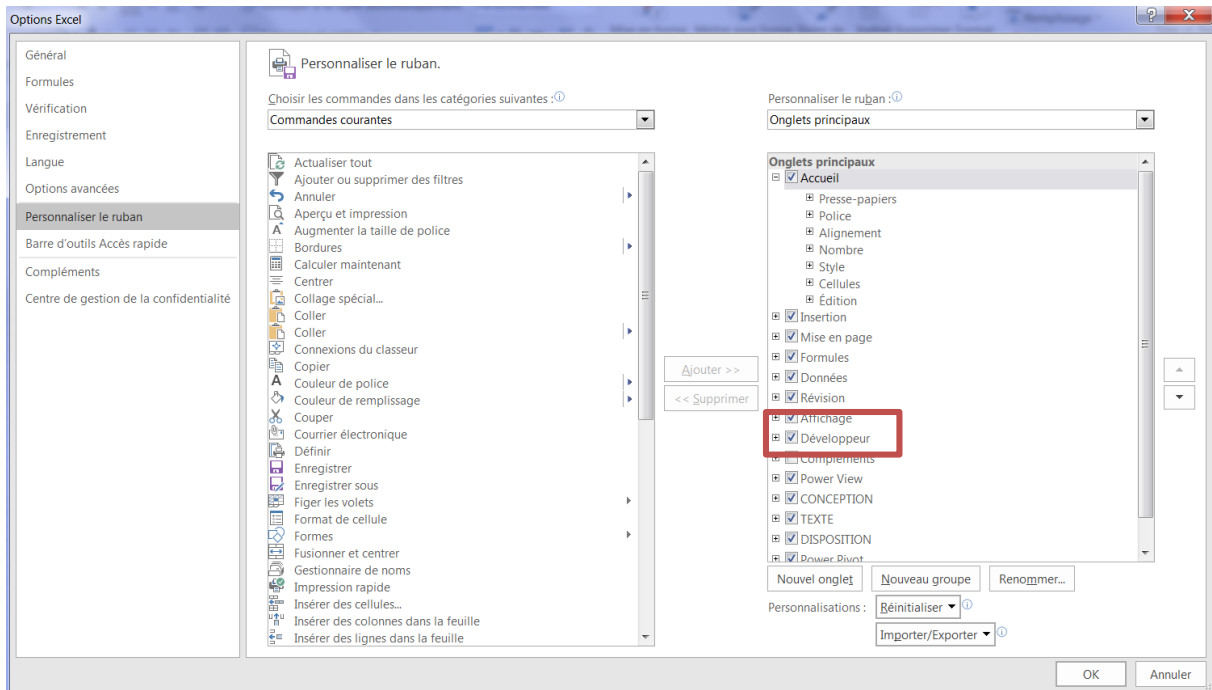 Options Excel
Général
Formules
Vérification
Enregistrement
Langue
Options avancées
Personnaliser le ruban
Barre d'outils Accès rapide
Compléments
Centre de gestion de la confidentialité
Personnaliser le ruban.
Choisir les commandes dans les catégories suivantes :
Commandes courantes
Actualiser tout
Ajouter ou supprimer des filtres
Annuler
Aperçu et impression
Augmenter la taille de police
Bordures
Calculer maintenant
Centrer
Collage spécial...
Coller
Coller
Connexions du classeur
Copier
Couleur de police
Couleur de remplissage
Couper
Courrier électronique
Définir
Enregistrer
Enregistrer sous
Figer les volets
Format de cellule
Formes
Fusionner et centrer
Gestionnaire de noms
Impression rapide
Insérer des cellules...
Insérer des colonnes dans la feuille
Insérer des lignes dans la feuille
Ajouter >>
<< Supprimer
Personnaliser le ruban :
Onglets principaux
Onglets principaux
Accueil
Presse-papiers
Police
Alignement
Nombre
Style
Cellules
Édition
Insertion
Mise en page
Formules
Données
Révision
Affichage
Développeur
Compléments
Power View
CONCEPTION
TEXTE
DISPOSITION
Power Pivot
Nouvel onglet
Nouveau groupe
Renommer...
Personnalisations :
Réinitialiser
Importer/Exporter
OK
Annuler